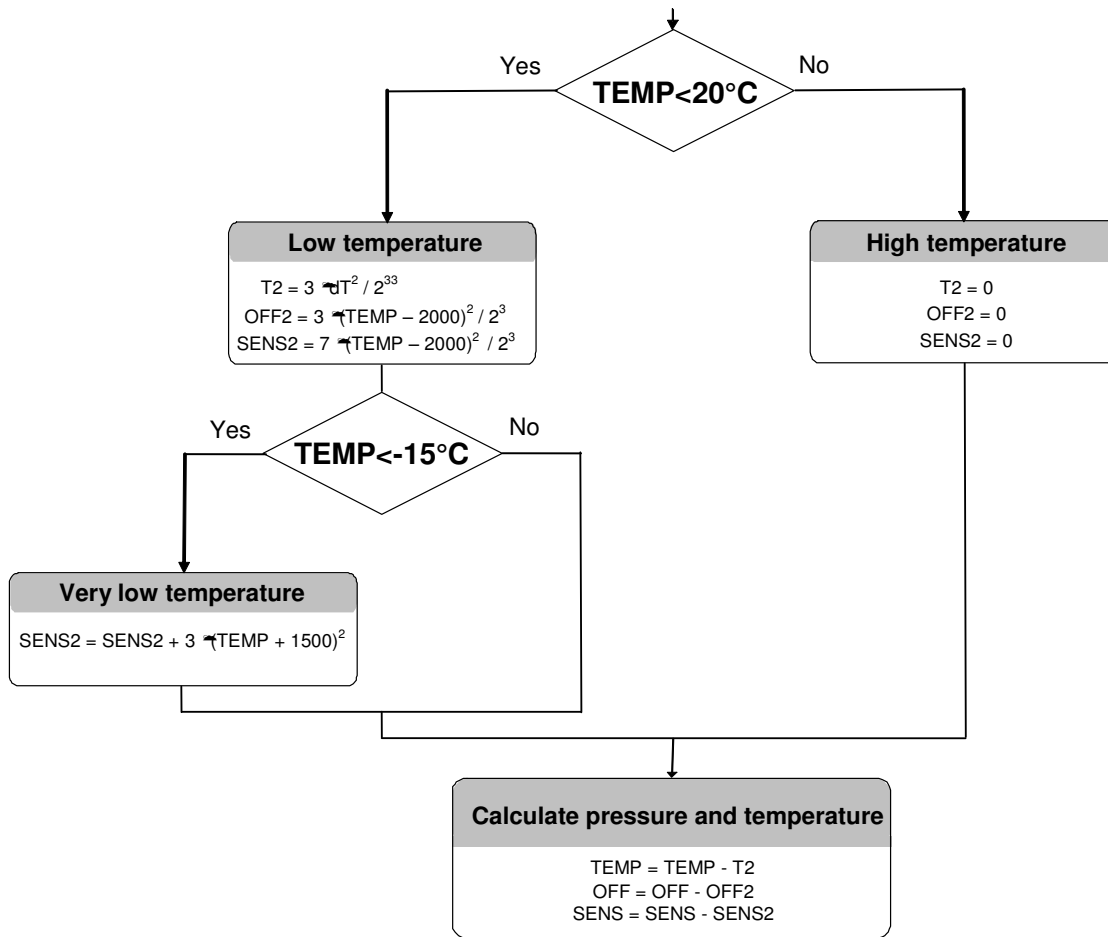 Yes
No
TEMP<20°C
Low temperature
T2 = 3 dT² / 2³³
OFF2 = 3 (TEMP – 2000)² / 2³
SENS2 = 7 (TEMP – 2000)² / 2³
High temperature
T2 = 0
OFF2 = 0
SENS2 = 0
Yes
No
TEMP<-15°C
Very low temperature
SENS2 = SENS2 + 3 (TEMP + 1500)²
Calculate pressure and temperature
TEMP = TEMP - T2
OFF = OFF - OFF2
SENS = SENS - SENS2